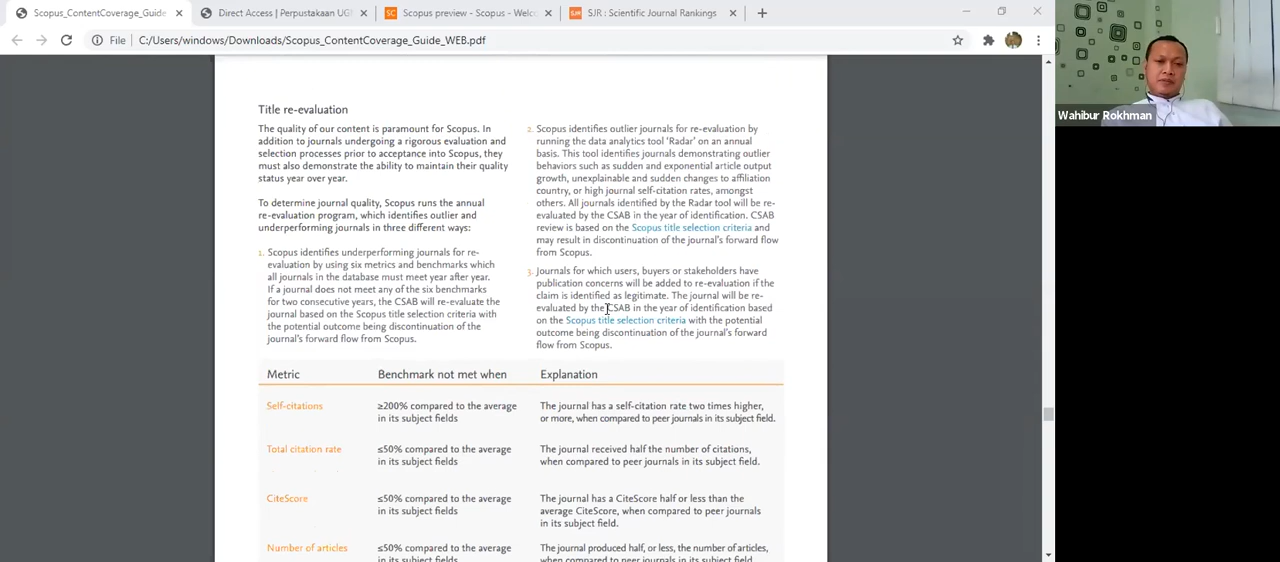 Scopus_ContentCoverage_Guide
Direct Access | Perpustakaan UGM
Scopus preview - Scopus - Welco
SJR : Scientific Journal Rankings
File
C:/Users/windows/Downloads/Scopus_ContentCoverage_Guide_WEB.pdf
Wahibur Rokhman
Title re-evaluation
The quality of our content is paramount for Scopus. In
addition to journals undergoing a rigorous evaluation and
selection processes prior to acceptance into Scopus, they
must also demonstrate the ability to maintain their quality
status year over year.
To determine journal quality, Scopus runs the annual
re-evaluation program, which identifies outlier and
underperforming journals in three different ways:
1. Scopus identifies underperforming journals for re-
evaluation by using six metrics and benchmarks which
all journals in the database must meet year after year.
If a journal does not meet any of the six benchmarks
for two consecutive years, the CSAB will re-evaluate the
journal based on the Scopus title selection criteria with
the potential outcome being discontinuation of the
journal's forward flow from Scopus.
2. Scopus identifies outlier journals for re-evaluation by
running the data analytics tool 'Radar' on an annual
basis. This tool identifies journals demonstrating outlier
behaviors such as sudden and exponential article output
growth, unexplainable and sudden changes to affiliation
country, or high journal self-citation rates, amongst
others. All journals identified by the Radar tool will be re-
evaluated by the CSAB in the year of identification. CSAB
review is based on the Scopus title selection criteria and
may result in discontinuation of the journal's forward flow
from Scopus.
3. Journals for which users, buyers or stakeholders have
publication concerns will be added to re-evaluation if the
claim is identified as legitimate. The journal will be re-
evaluated by the CSAB in the year of identification based
on the Scopus title selection criteria with the potential
outcome being discontinuation of the journal's forward
flow from Scopus.
Metric Benchmark not met when Explanation
Self-citations ≥200% compared to the average The journal has a self-citation rate two times higher,
in its subject fields or more, when compared to peer journals in its subject field.
Total citation rate ≤50% compared to the average The journal received half the number of citations,
in its subject fields when compared to peer journals in its subject field.
CiteScore ≤50% compared to the average The journal has a CiteScore half or less than the
in its subject fields average CiteScore, when compared to peer journals
in its subject field.
Number of articles ≤50% compared to the average The journal produced half, or less, the number of articles,
in its subject fields when compared to peer journals in its subject field.